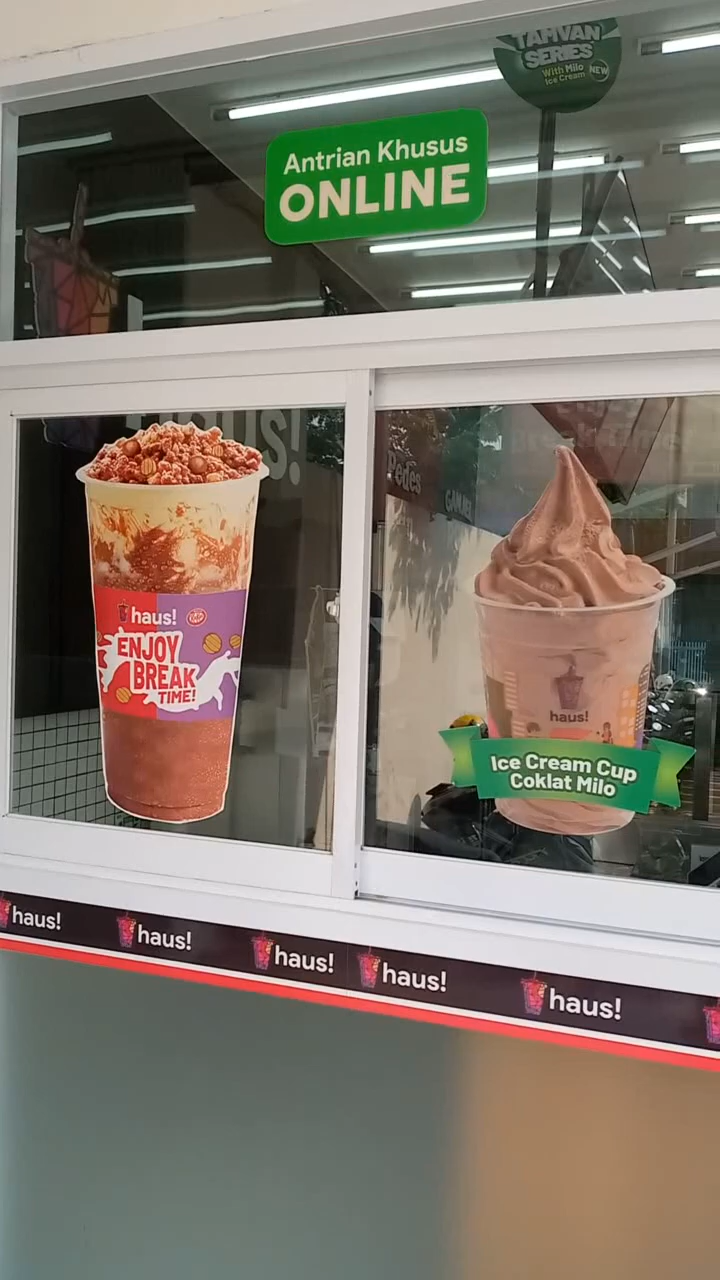 TAMVAN
SERIES
With Milo
Ice Cream
NEW
Antrian Khusus
ONLINE
haus!
ENJOY
BREAK
TIME!
Pedes
haus!
Ice Cream Cup
Coklat Milo
haus!
haus!
haus!
haus!
haus!